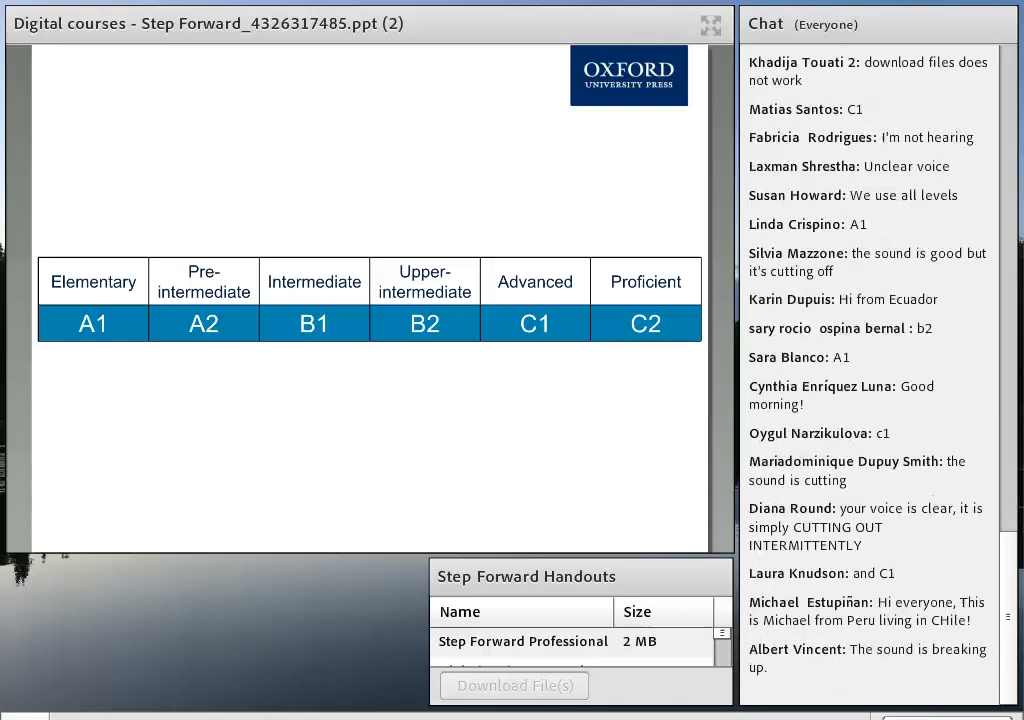 Digital courses - Step Forward_4326317485.ppt (2)
OXFORD
UNIVERSITY PRESS
Elementary
Pre-
intermediate
Intermediate
Upper-
intermediate
Advanced
Proficient
A1
A2
B1
B2
C1
C2
Step Forward Handouts
Name
Size
Step Forward Professional
2 MB
Download File(s)
Chat (Everyone)
Khadija Touati 2: download files does
not work
Matias Santos: C1
Fabricia Rodrigues: I'm not hearing
Laxman Shrestha: Unclear voice
Susan Howard: We use all levels
Linda Crispino: A1
Silvia Mazzone: the sound is good but
it's cutting off
Karin Dupuis: Hi from Ecuador
sary rocio ospina bernal : b2
Sara Blanco: A1
Cynthia Enríquez Luna: Good
morning!
Oygul Narzikulova: c1
Mariadominique Dupuy Smith: the
sound is cutting
Diana Round: your voice is clear, it is
simply CUTTING OUT
INTERMITTENTLY
Laura Knudson: and C1
Michael Estupiñan: Hi everyone, This
is Michael from Peru living in CHile!
Albert Vincent: The sound is breaking
up.